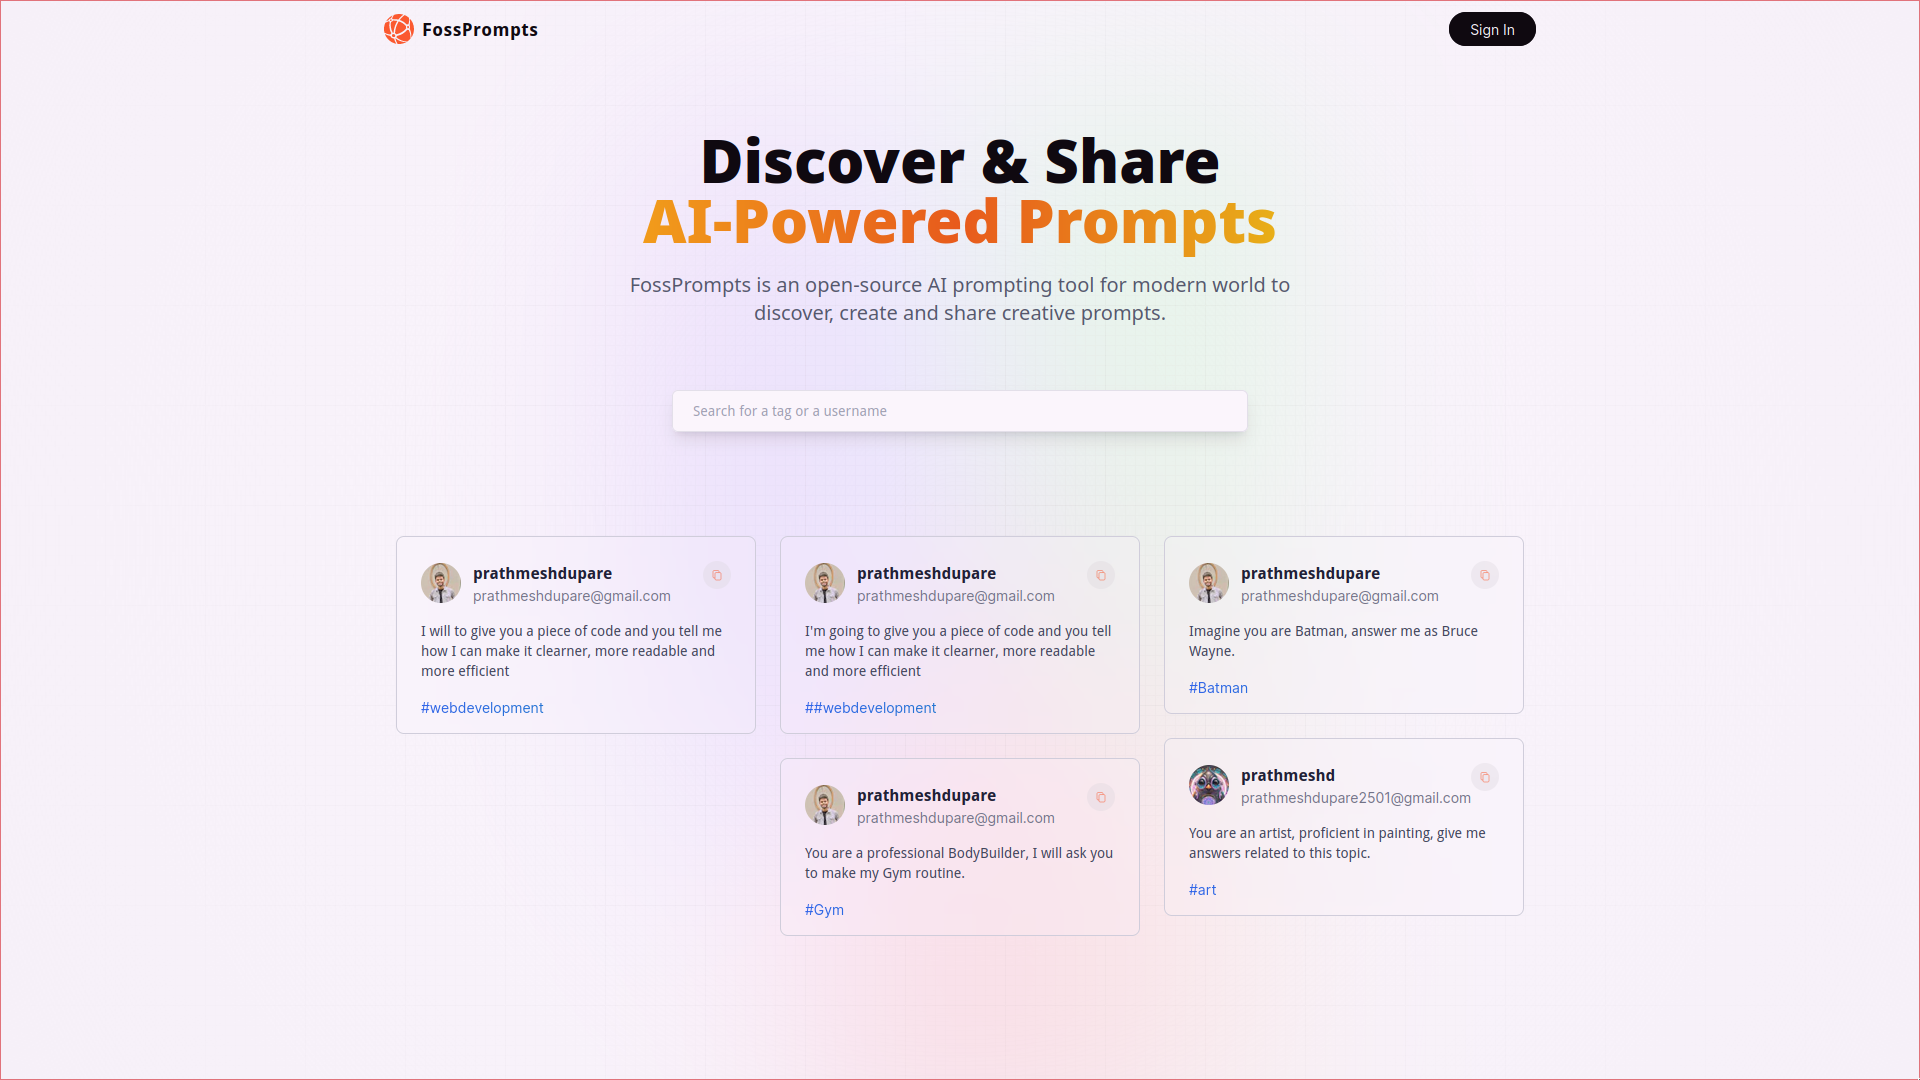 FossPrompts
Sign In
Discover & Share
AI-Powered Prompts
FossPrompts is an open-source AI prompting tool for modern world to
discover, create and share creative prompts.
Search for a tag or a username
prathmeshdupare
prathmeshdupare@gmail.com
I will to give you a piece of code and you tell me
how I can make it clearner, more readable and
more efficient
#webdevelopment
prathmeshdupare
prathmeshdupare@gmail.com
I'm going to give you a piece of code and you tell
me how I can make it clearner, more readable
and more efficient
##webdevelopment
prathmeshdupare
prathmeshdupare@gmail.com
You are a professional BodyBuilder, I will ask you
to make my Gym routine.
#Gym
prathmeshdupare
prathmeshdupare@gmail.com
Imagine you are Batman, answer me as Bruce
Wayne.
#Batman
prathmeshd
prathmeshdupare2501@gmail.com
You are an artist, proficient in painting, give me
answers related to this topic.
#art